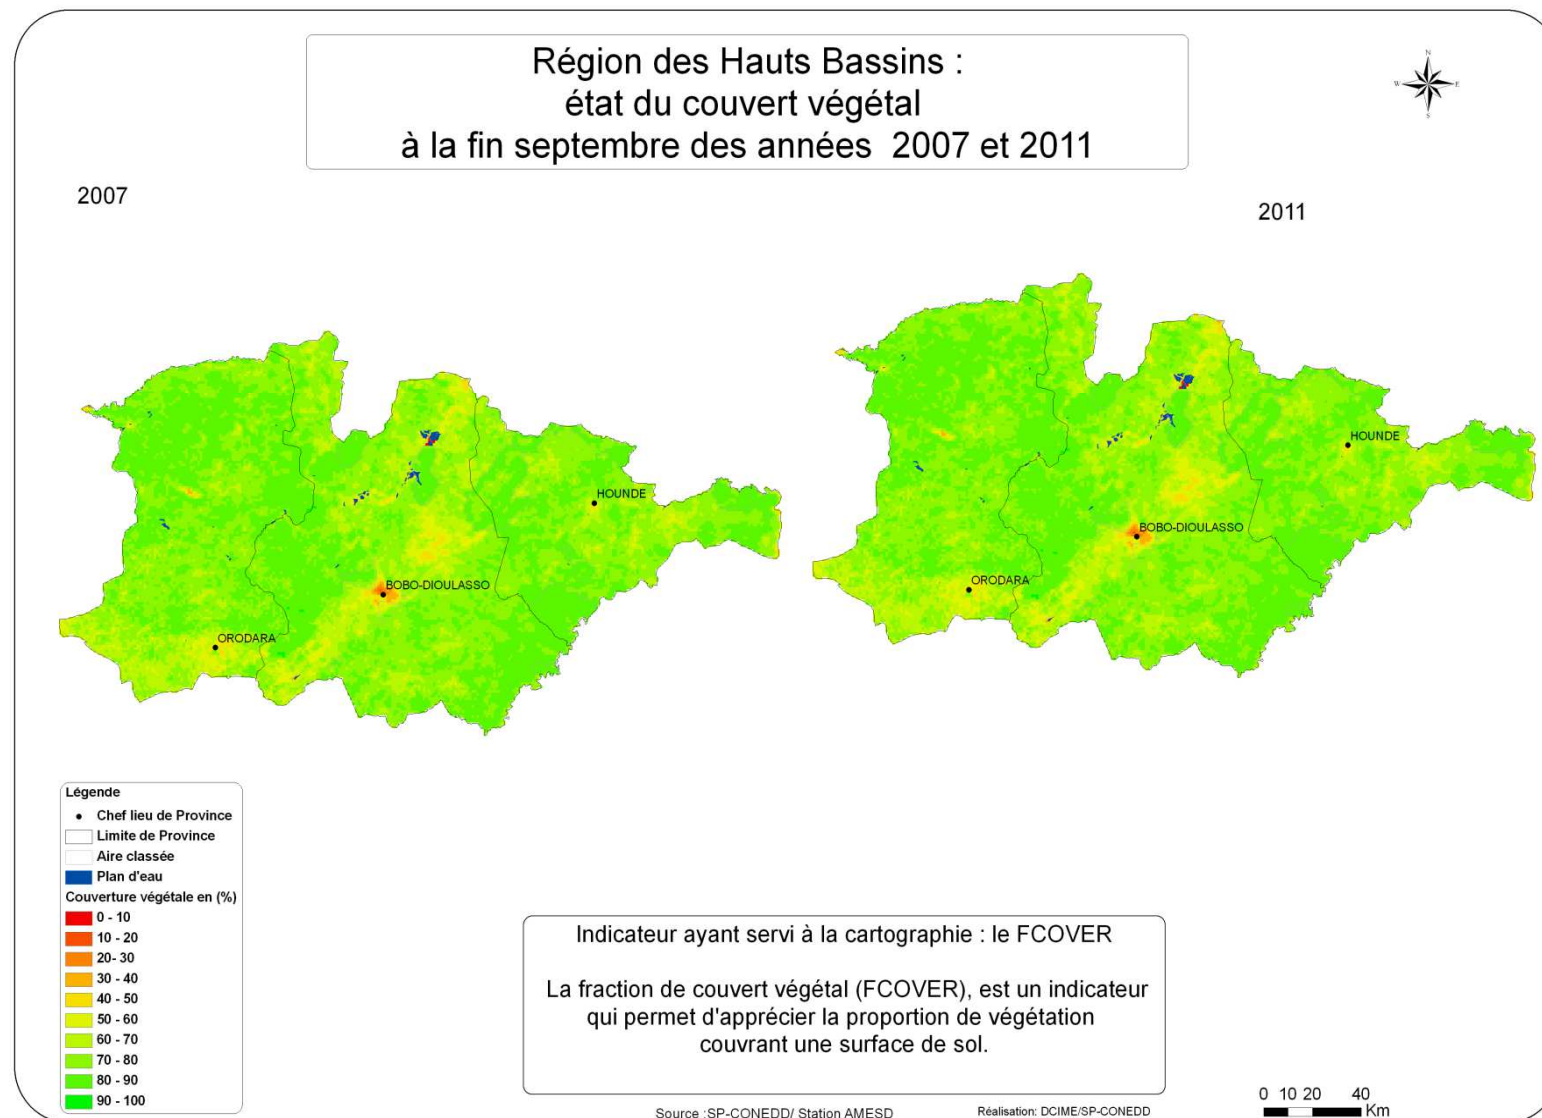 Région des Hauts Bassins :
état du couvert végétal
à la fin septembre des années 2007 et 2011
N
W
E
S
2007
2011
HOUNDE
BOBO-DIOULASSO
ORODARA
HOUNDE
BOBO-DIOULASSO
ORODARA
Légende
Chef lieu de Province
Limite de Province
Aire classée
Plan d'eau
Couverture végétale en (%)
0 - 10
10 - 20
20- 30
30 - 40
40 - 50
50 - 60
60 - 70
70 - 80
80 - 90
90 - 100
Indicateur ayant servi à la cartographie : le FCOVER
La fraction de couvert végétal (FCOVER), est un indicateur
qui permet d'apprécier la proportion de végétation
couvrant une surface de sol.
0 10 20 40
Km
Source :SP-CONEDD/ Station AMESD
Réalisation: DCIME/SP-CONEDD